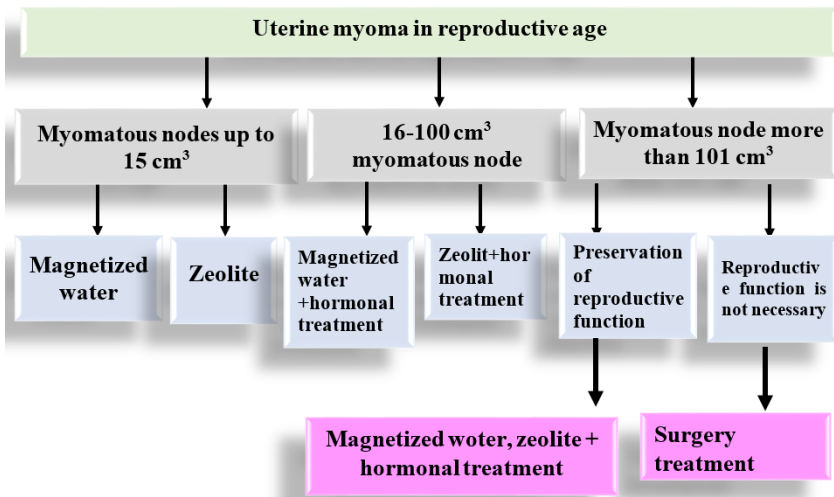 Uterine myoma in reproductive age
Myomatous nodes up to
15 cm³
16-100 cm³
myomatous node
Myomatous node more
than 101 cm³
Magnetized
water
Zeolite
Magnetized
water
+hormonal
treatment
Zeolit+hor
monal
treatment
Preservation
of
reproductive
function
Reproductiv
e function is
not necessary
Magnetized woter, zeolite +
hormonal treatment
Surgery
treatment